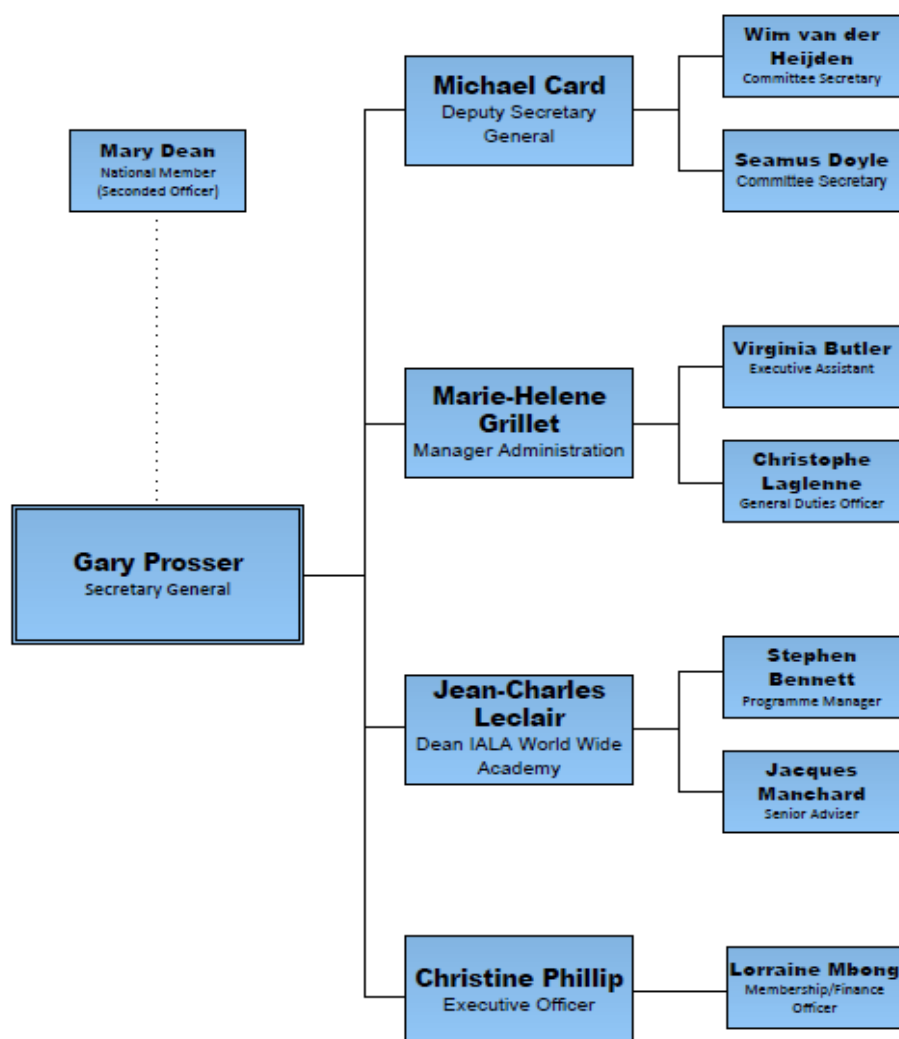 Mary Dean
National Member
(Seconded Officer)
Gary Prosser
Secretary General
Michael Card
Deputy Secretary
General
Wim van der
Heijden
Committee Secretary
Seamus Doyle
Committee Secretary
Marie-Helene
Grillet
Manager Administration
Virginia Butler
Executive Assistant
Christophe
Laglenne
General Duties Officer
Jean-Charles
Leclair
Dean IALA World Wide
Academy
Stephen
Bennett
Programme Manager
Jacques
Manchard
Senior Adviser
Christine Phillip
Executive Officer
Lorraine Mbong
Membership/Finance
Officer